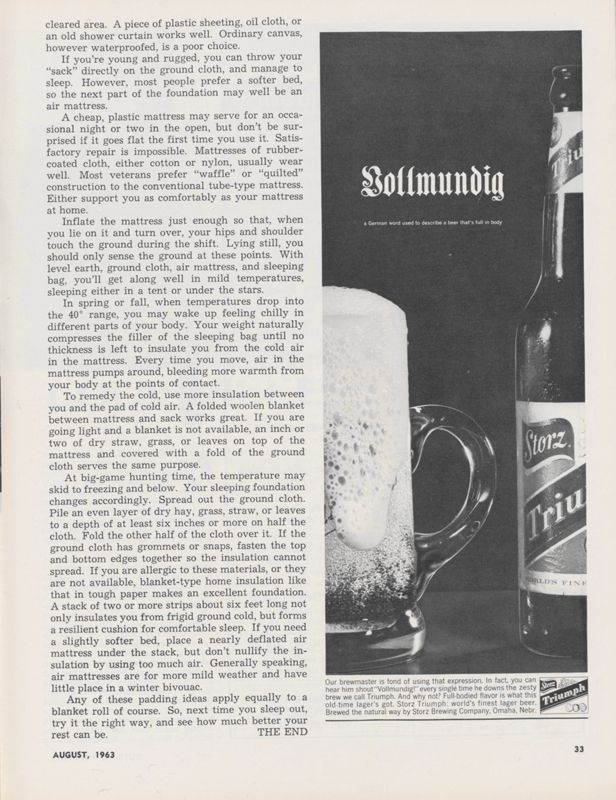 cleared area. A piece of plastic sheeting, oil cloth, or
an old shower curtain works well. Ordinary canvas,
however waterproofed, is a poor choice.
If you're young and rugged, you can throw your
"sack" directly on the ground cloth, and manage to
sleep. However, most people prefer a softer bed,
so the next part of the foundation may well be an
air mattress.
A cheap, plastic mattress may serve for an occa-
sional night or two in the open, but don't be sur-
prised if it goes flat the first time you use it. Satis-
factory repair is impossible. Mattresses of rubber-
coated cloth, either cotton or nylon, usually wear
well. Most veterans prefer "waffle" or "quilted"
construction to the conventional tube-type mattress.
Either support you as comfortably as your mattress
at home.
Inflate the mattress just enough so that, when
you lie on it and turn over, your hips and shoulder
touch the ground during the shift. Lying still, you
should only sense the ground at these points. With
level earth, ground cloth, air mattress, and sleeping
bag, you'll get along well in mild temperatures,
sleeping either in a tent or under the stars.
In spring or fall, when temperatures drop into
the 40° range, you may wake up feeling chilly in
different parts of your body. Your weight naturally
compresses the filler of the sleeping bag until no
thickness is left to insulate you from the cold air
in the mattress. Every time you move, air in the
mattress pumps around, bleeding more warmth from
your body at the points of contact.
To remedy the cold, use more insulation between
you and the pad of cold air. A folded woolen blanket
between mattress and sack works great. If you are
going light and a blanket is not available, an inch or
two of dry straw, grass, or leaves on top of the
mattress and covered with a fold of the ground
cloth serves the same purpose.
At big-game hunting time, the temperature may
skid to freezing and below. Your sleeping foundation
changes accordingly. Spread out the ground cloth.
Pile an even layer of dry hay, grass, straw, or leaves
to a depth of at least six inches or more on half the
cloth. Fold the other half of the cloth over it. If the
ground cloth has grommets or snaps, fasten the top
and bottom edges together so the insulation cannot
spread. If you are allergic to these materials, or they
are not available, blanket-type home insulation like
that in tough paper makes an excellent foundation.
A stack of two or more strips about six feet long not
only insulates you from frigid ground cold, but forms
a resilient cushion for comfortable sleep. If you need
a slightly softer bed, place a nearly deflated air
mattress under the stack, but don't nullify the in-
sulation by using too much air. Generally speaking,
air mattresses are for more mild weather and have
little place in a winter bivouac.
Any of these padding ideas apply equally to a
blanket roll of course. So, next time you sleep out,
try it the right way, and see how much better your
rest can be. THE END
AUGUST, 1963
Vollmundig
a German word used to describe a beer that's full in body
Triu
Storz
Triu
WORLD'S FINE
Our brewmaster is fond of using that expression. In fact, you can
hear him shout "Vollmundig!" every single time he downs the zesty
brew we call Triumph. And why not? Full-bodied flavor is what this
old-time lager's got. Storz Triumph: world's finest lager beer.
Brewed the natural way by Storz Brewing Company, Omaha, Nebr.
Storz
Triumph
33